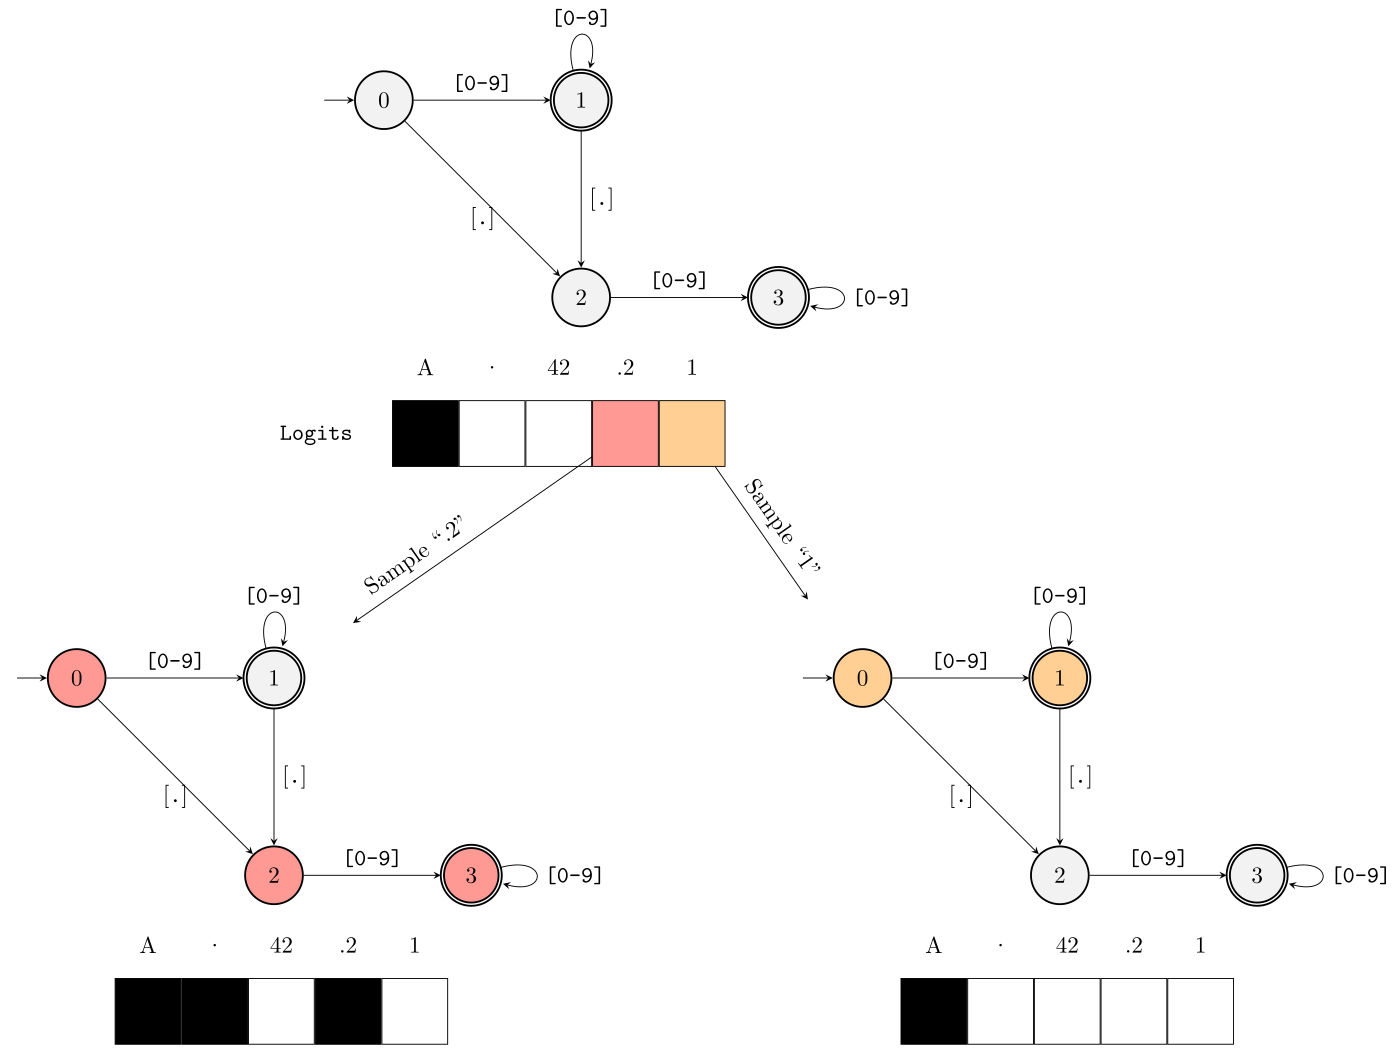 [0-9]
0 [0-9] 1
[.] [.]
2 [0-9] 3 [0-9]
A . 42 .2 1
Logits
Sample “.2”
Sample “1”
[0-9]
0 [0-9] 1
[.] [.]
2 [0-9] 3 [0-9]
A . 42 .2 1
[0-9]
0 [0-9] 1
[.] [.]
2 [0-9] 3 [0-9]
A . 42 .2 1